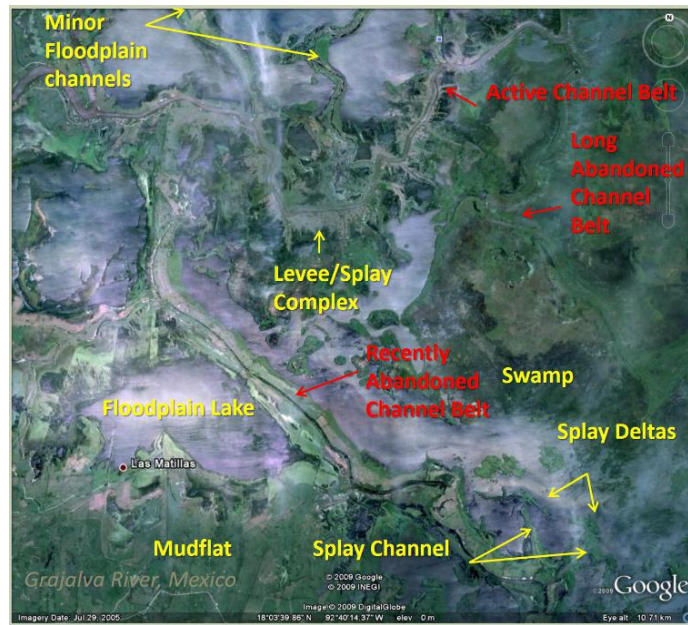 Minor
Floodplain
channels
N
Active Channel Belt
Long
Abandoned
Channel
Belt
Levee/Splay
Complex
Recently
Abandoned
Channel Belt
Swamp
Floodplain Lake
Splay Deltas
Las Matillas
Mudflat
Splay Channel
Grajalva River, Mexico
© 2009 Google
© 2009 INEGI
Image © 2009 DigitalGlobe
©2009 Google
Imagery Date: Jul 29, 2005
18°03'39.86" N 92°40'14.37" W elev 0 m
Eye alt 10.71 km